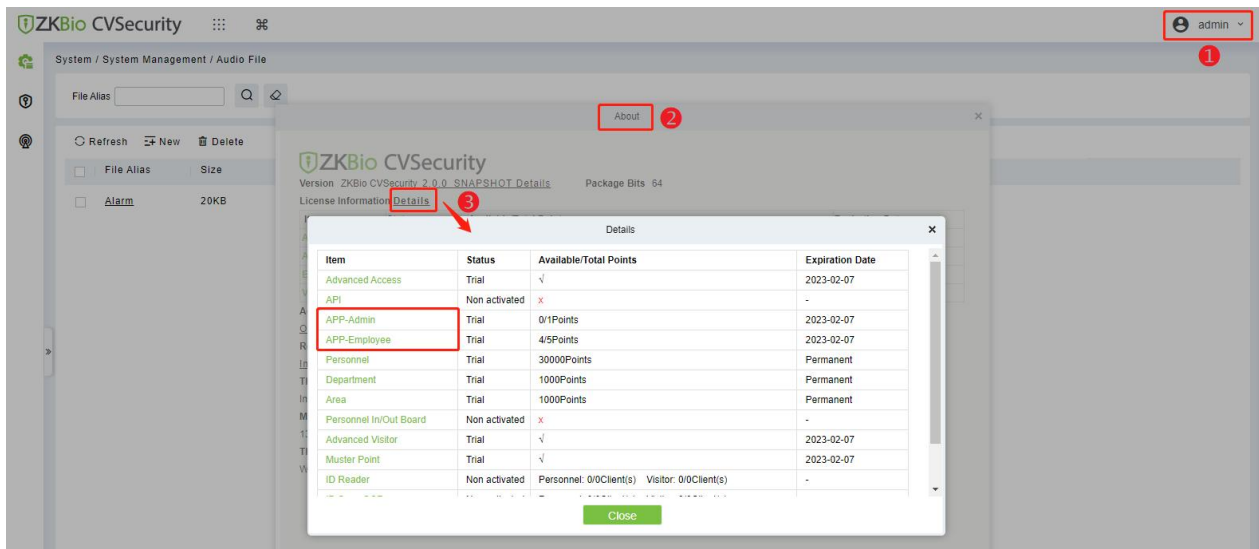 ZKBio CVSecurity
admin
1
System / System Management / Audio File
File Alias
About 2
Refresh New Delete
File Alias Size
Alarm 20KB
ZKBio CVSecurity
Version ZKBio CVSecurity 2.0.0_SNAPSHOT Details Package Bits 64
License Information Details 3
Details
Item Status Available/Total Points Expiration Date
Advanced Access Trial √ 2023-02-07
API Non activated x -
APP-Admin Trial 0/1Points 2023-02-07
APP-Employee Trial 4/5Points 2023-02-07
Personnel Trial 30000Points Permanent
Department Trial 1000Points Permanent
Area Trial 1000Points Permanent
Personnel In/Out Board Non activated x -
Advanced Visitor Trial √ 2023-02-07
Muster Point Trial √ 2023-02-07
ID Reader Non activated Personnel: 0/0Client(s) Visitor: 0/0Client(s) -
Close